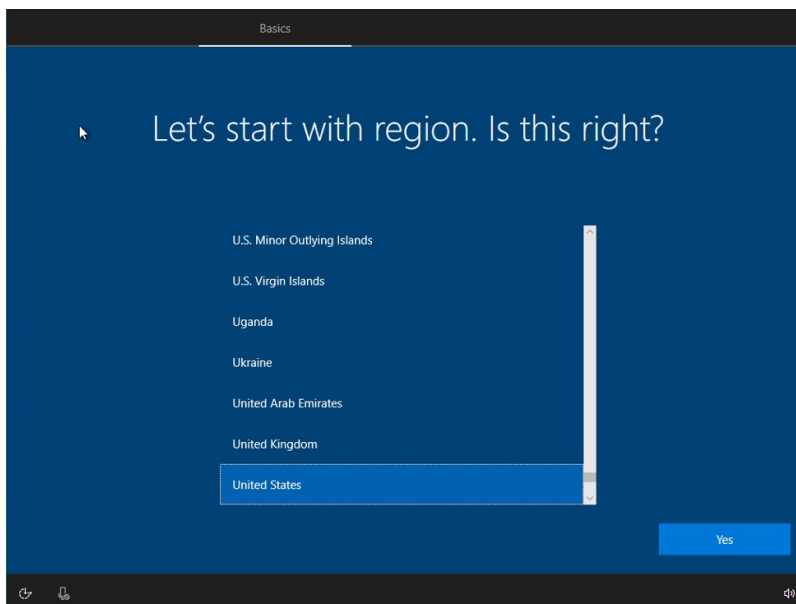 Basics
Let's start with region. Is this right?
U.S. Minor Outlying Islands
U.S. Virgin Islands
Uganda
Ukraine
United Arab Emirates
United Kingdom
United States
Yes